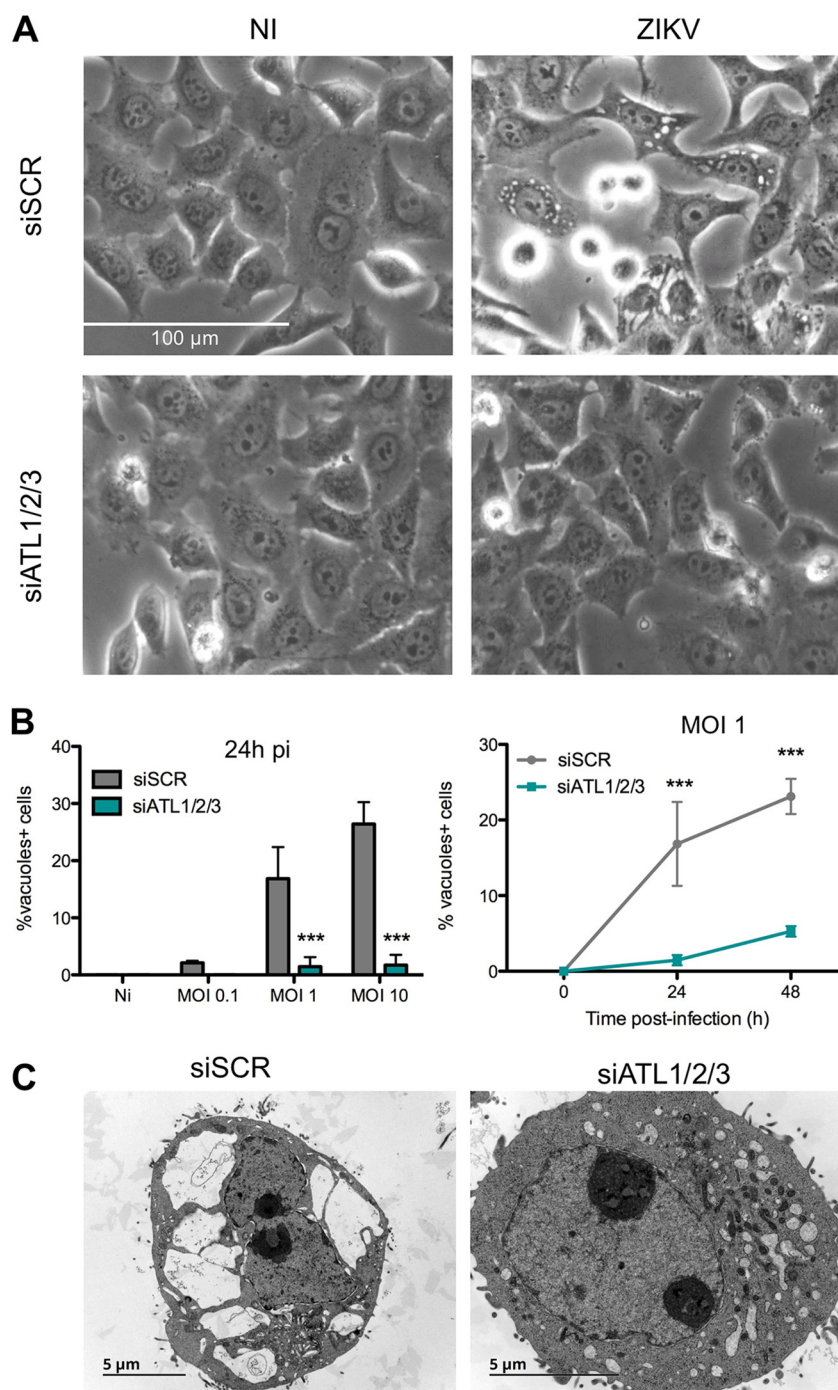 A
NI
ZIKV
siSCR
100 µm
siATL1/2/3
B
24h pi
siSCR
siATL1/2/3
%vacuoles+ cells
40
30
20
10
0
***
***
Ni
MOI 0.1
MOI 1
MOI 10
MOI 1
siSCR
siATL1/2/3
% vacuoles+ cells
30
20
10
0
***
***
0
24
48
Time post-infection (h)
C
siSCR
siATL1/2/3
5 µm
5 µm